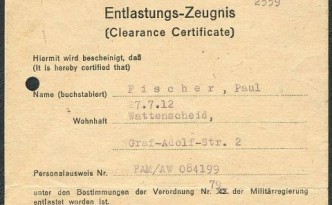 2559
Entlastungs-Zeugnis
(Clearance Certificate)
Hiermit wird bescheinigt, daß
(It is hereby certified that)
Name (buchstabiert) Fischer, Paul
27.7.12
Wohnhaft Wattenscheid,
Graf-Adolf-Str. 2
Personalausweis Nr. PAM/AW 084199
79
unter den Bestimmungen der Verordnung Nr. der Militärregierung
entlastet worden ist.